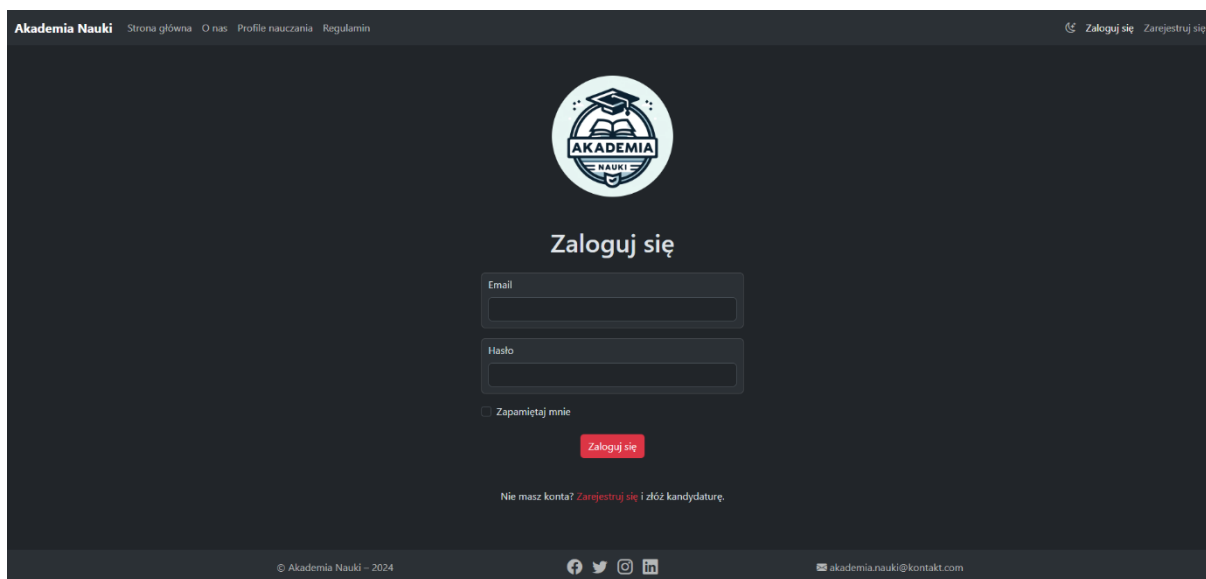 Akademia Nauki Strona główna O nas Profile nauczania Regulamin Zaloguj się Zarejestruj się
AKADEMIA
NAUKI
Zaloguj się
Email
Hasło
Zapamiętaj mnie
Zaloguj się
Nie masz konta? Zarejestruj się i złóż kandydaturę.
© Akademia Nauki – 2024 akademia.nauki@kontakt.com